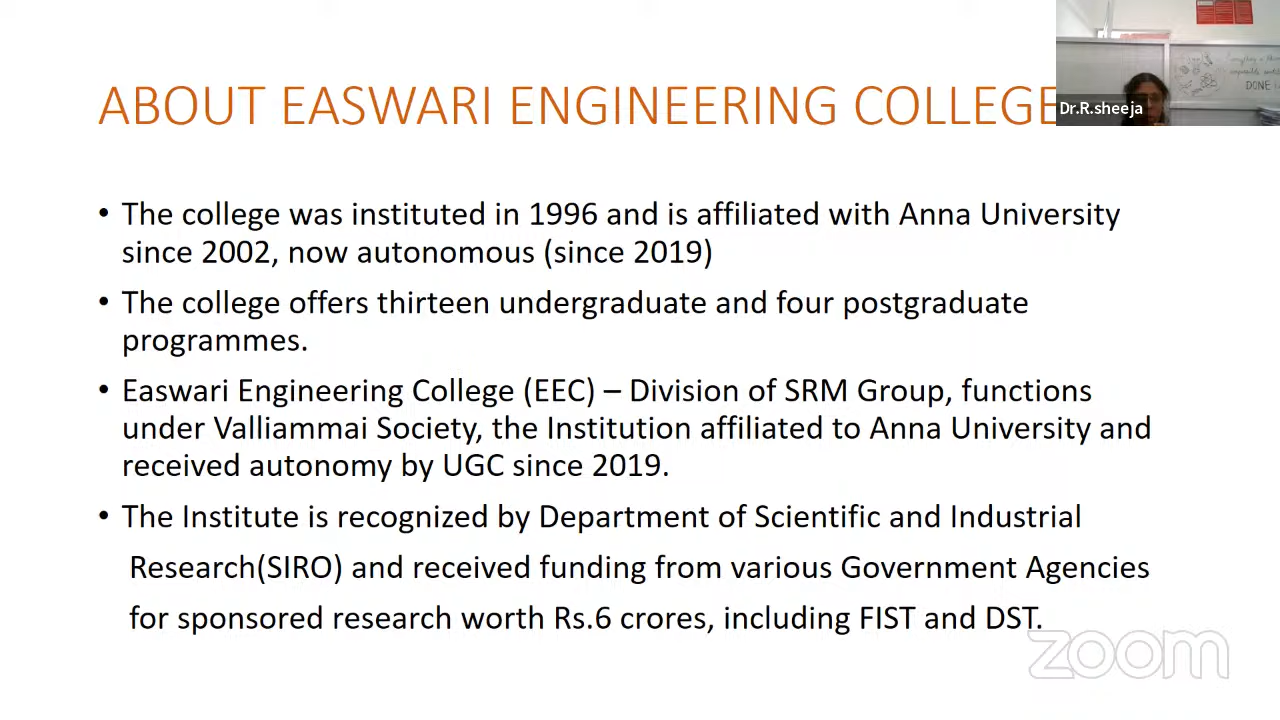 ABOUT EASWARI ENGINEERING COLLEGE
Dr.R.sheeja
DONE
• The college was instituted in 1996 and is affiliated with Anna University
since 2002, now autonomous (since 2019)
• The college offers thirteen undergraduate and four postgraduate
programmes.
• Easwari Engineering College (EEC) – Division of SRM Group, functions
under Valliammai Society, the Institution affiliated to Anna University and
received autonomy by UGC since 2019.
• The Institute is recognized by Department of Scientific and Industrial
Research(SIRO) and received funding from various Government Agencies
for sponsored research worth Rs.6 crores, including FIST and DST.
zoom